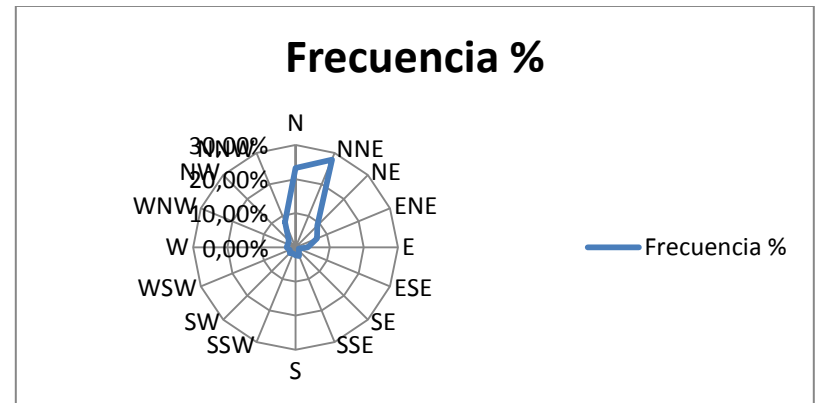 Frecuencia %
N
NNE
NE
ENE
E
ESE
SE
SSE
S
SSW
SW
WSW
W
WNW
NW
NNW
30,00%
20,00%
10,00%
0,00%
Frecuencia %